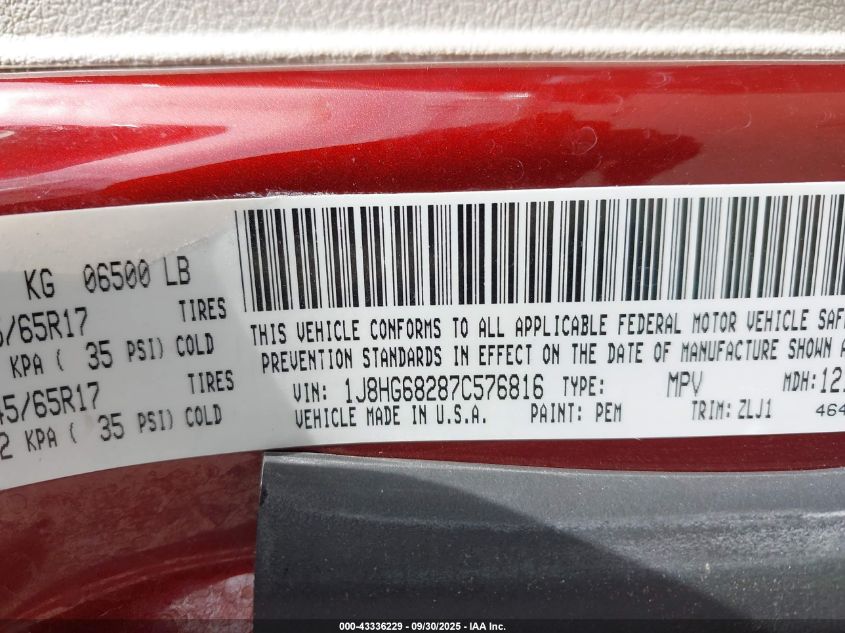 KG 06500 LB
/65R17 TIRES
KPA ( 35 PSI) COLD
45/65R17 TIRES
2 KPA ( 35 PSI) COLD
THIS VEHICLE CONFORMS TO ALL APPLICABLE FEDERAL MOTOR VEHICLE SAF
PREVENTION STANDARDS IN EFFECT ON THE DATE OF MANUFACTURE SHOWN A
VIN: 1J8HG68287C576816 TYPE: MPV MDH:12
VEHICLE MADE IN U.S.A. PAINT: PEM TRIM: ZLJ1 464
000-43336229 - 09/30/2025 - IAA Inc.